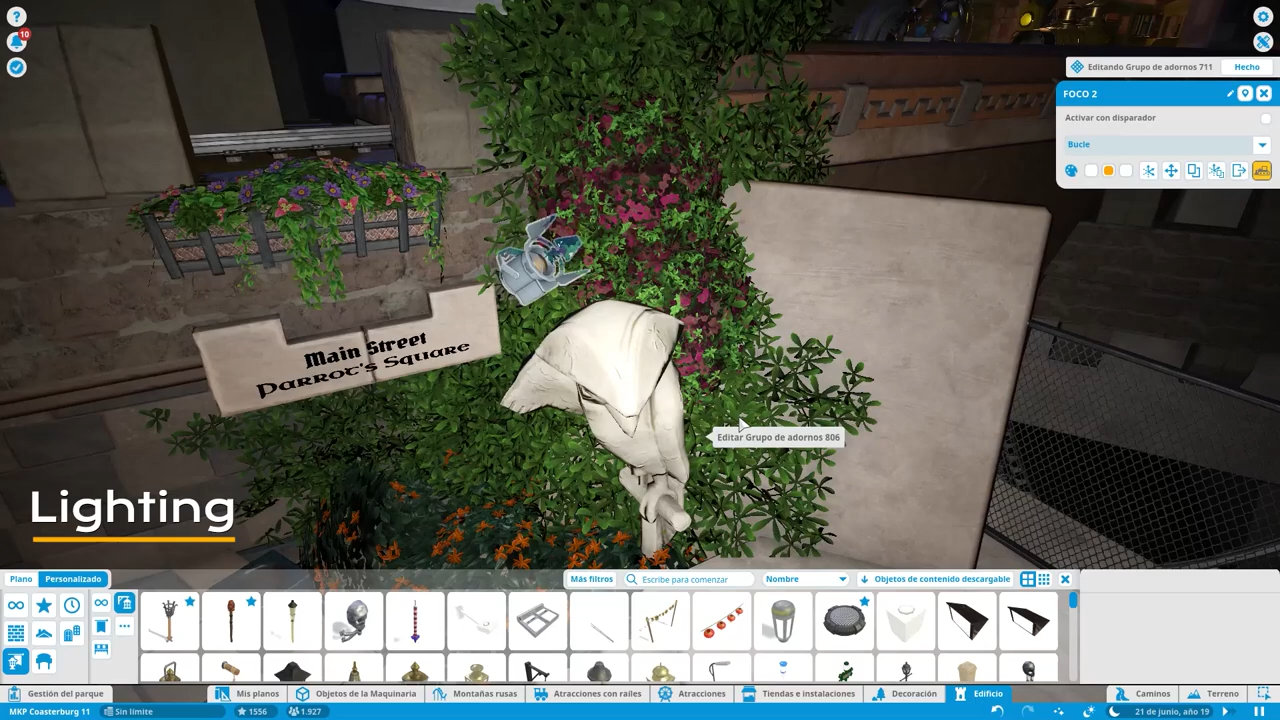 ?
10
Editando Grupo de adornos 711
Hecho
FOCO 2
Activar con disparador
Bucle
Main Street
Parrot's Square
Editar Grupo de adornos 806
Lighting
Plano
Personalizado
Más filtros
Escribe para comenzar
Nombre
Objetos de contenido descargable
Gestión del parque
Mis planos
Objetos de la Maquinaria
Montañas rusas
Atracciones con railes
Atracciones
Tiendas e instalaciones
Decoración
Edificio
Caminos
Terreno
MKP Coasterburg 11
Sin límite
1556
1.927
21 de junio, año 19